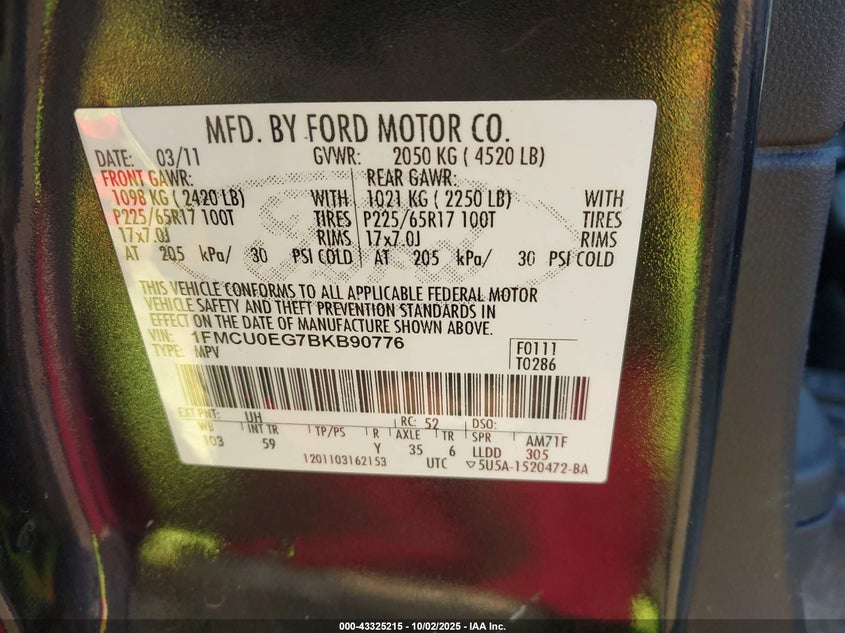 MFD. BY FORD MOTOR CO.
DATE: 03/11 GVWR: 2050 KG ( 4520 LB)
FRONT GAWR: REAR GAWR:
1098 KG ( 2420 LB) WITH 1021 KG ( 2250 LB) WITH
P225/65R17 100T TIRES P225/65R17 100T TIRES
17x7.0J RIMS 17x7.0J RIMS
AT 205 kPa/ 30 PSI COLD AT 205 kPa/ 30 PSI COLD
THIS VEHICLE CONFORMS TO ALL APPLICABLE FEDERAL MOTOR
VEHICLE SAFETY AND THEFT PREVENTION STANDARDS IN
EFFECT ON THE DATE OF MANUFACTURE SHOWN ABOVE.
VIN: 1FMCU0EG7BKB90776 F0111
TYPE: MPV T0286
EXT PNT: UH RC: 52 DSO:
WB INT TR TP/PS R AXLE TR SPR AM71F
103 59 Y 35 6 LLDD 305
1201103162153 UTC ▽5U5A-1520472-BA
000-43325215 - 10/02/2025 - IAA Inc.